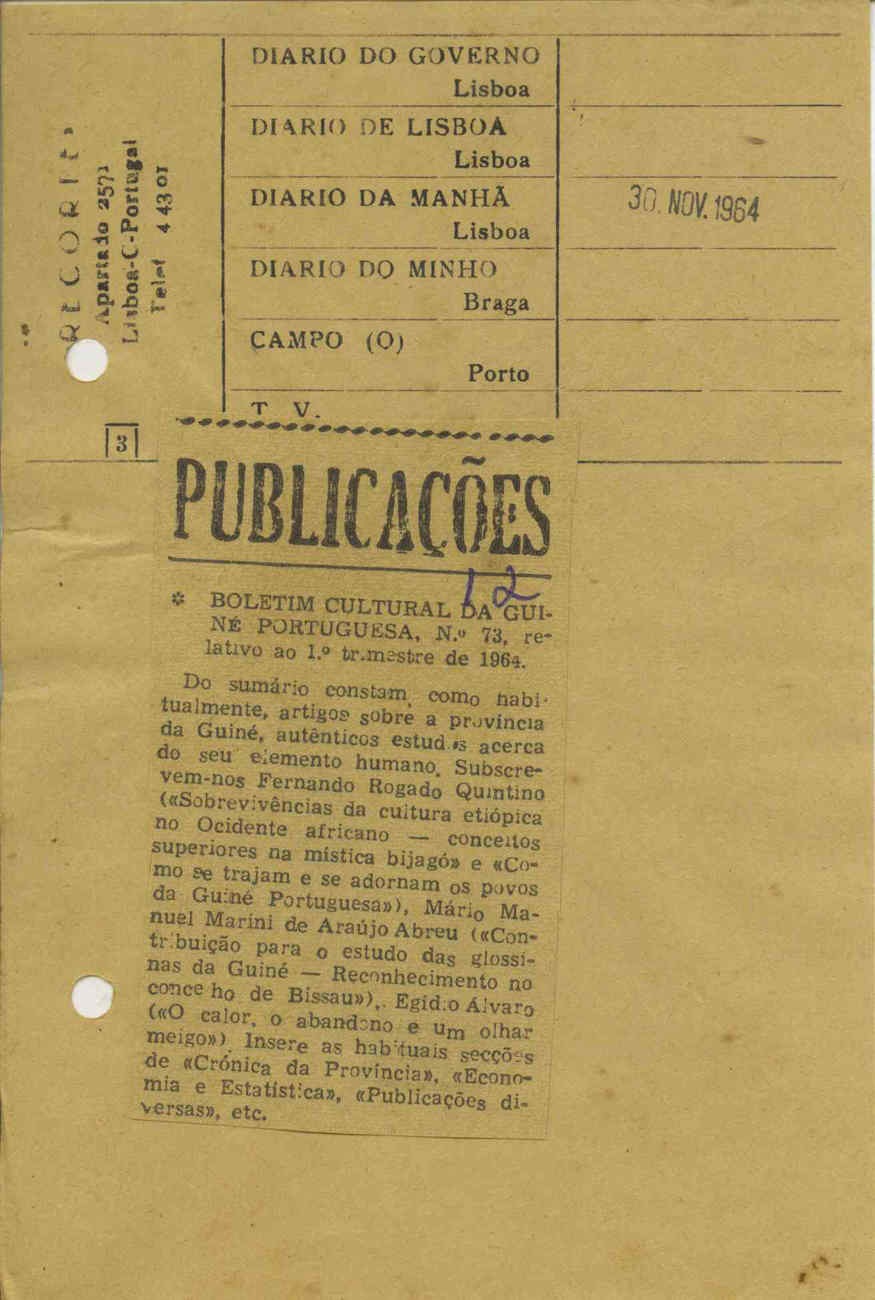 RECORTE
Apartado 2571
Lisboa-C-Portugal
Telef 4 43 01
DIARIO DO GOVERNO
Lisboa
DIARIO DE LISBOA
Lisboa
DIARIO DA MANHÃ
Lisboa
30. NOV. 1964
DIARIO DO MINHO
Braga
CAMPO (O)
Porto
T V.
3
PUBLICAÇÕES
12
* BOLETIM CULTURAL DA GUI-
NÉ PORTUGUESA, N.º 73, re-
lativo ao 1.º trimestre de 1964.
Do sumário constam, como habi-
tualmente, artigos sobre a província
da Guiné, autênticos estudos acerca
do seu elemento humano. Subscre-
vem-nos Fernando Rogado Quintino
(«Sobrevivências da cultura etiópica
no Ocidente africano — conceitos
superiores na mística bijagó» e «Co-
mo se trajam e se adornam os povos
da Guiné Portuguesa»), Mário Ma-
nuel Marini de Araújo Abreu («Con-
tribuição para o estudo das glossi-
nas da Guiné — Reconhecimento no
concelho de Bissau»), Egídio Álvaro
(«O calor, o abandono e um olhar
meigo»). Insere as habituais secções
de «Crónica da Província», «Econo-
mia e Estatística», «Publicações di-
versas», etc.